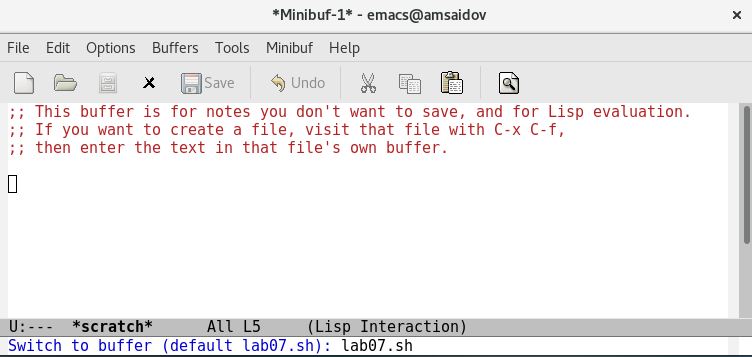 *Minibuf-1* - emacs@amsaidov
File Edit Options Buffers Tools Minibuf Help
Save Undo
;; This buffer is for notes you don't want to save, and for Lisp evaluation.
;; If you want to create a file, visit that file with C-x C-f,
;; then enter the text in that file's own buffer.
U:--- *scratch* All L5 (Lisp Interaction)
Switch to buffer (default lab07.sh): lab07.sh